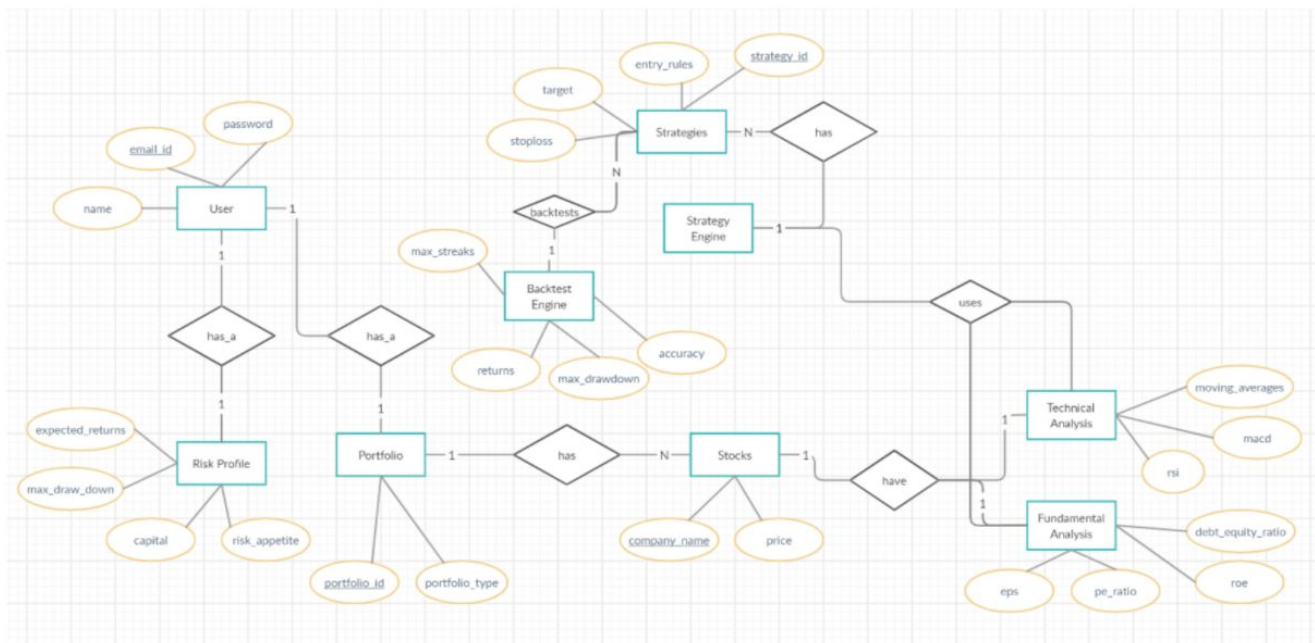 strategy_id
entry_rules
target
stoploss
Strategies
N
has
password
email_id
name
User
1
N
backtests
Strategy
Engine
1
1
1
max_streaks
Backtest
Engine
uses
has_a
has_a
returns
max_drawdown
accuracy
1
1
moving_averages
Technical
Analysis
macd
rsi
1
expected_returns
max_draw_down
Risk Profile
capital
risk_appetite
Portfolio
1
has
N
Stocks
1
have
1
portfolio_id
portfolio_type
company_name
price
Fundamental
Analysis
debt_equity_ratio
roe
eps
pe_ratio